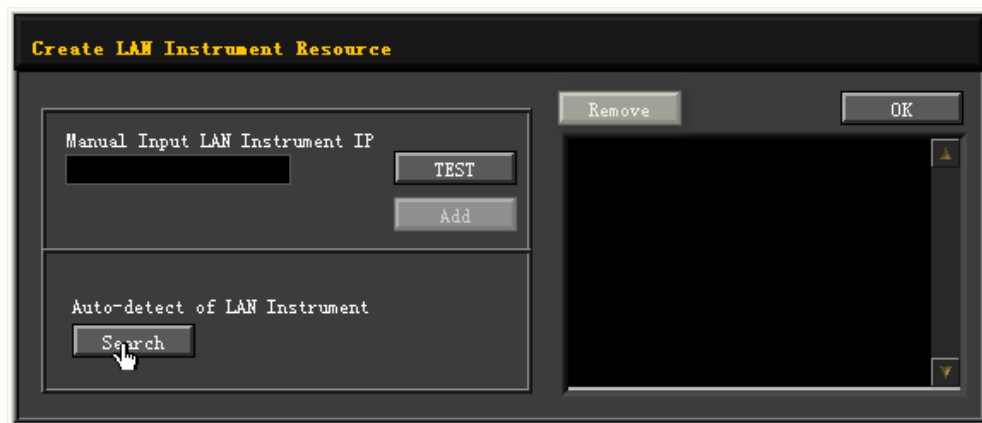 Create LAN Instrument Resource
Manual Input LAN Instrument IP
TEST
Add
Auto-detect of LAN Instrument
Search
Remove
OK